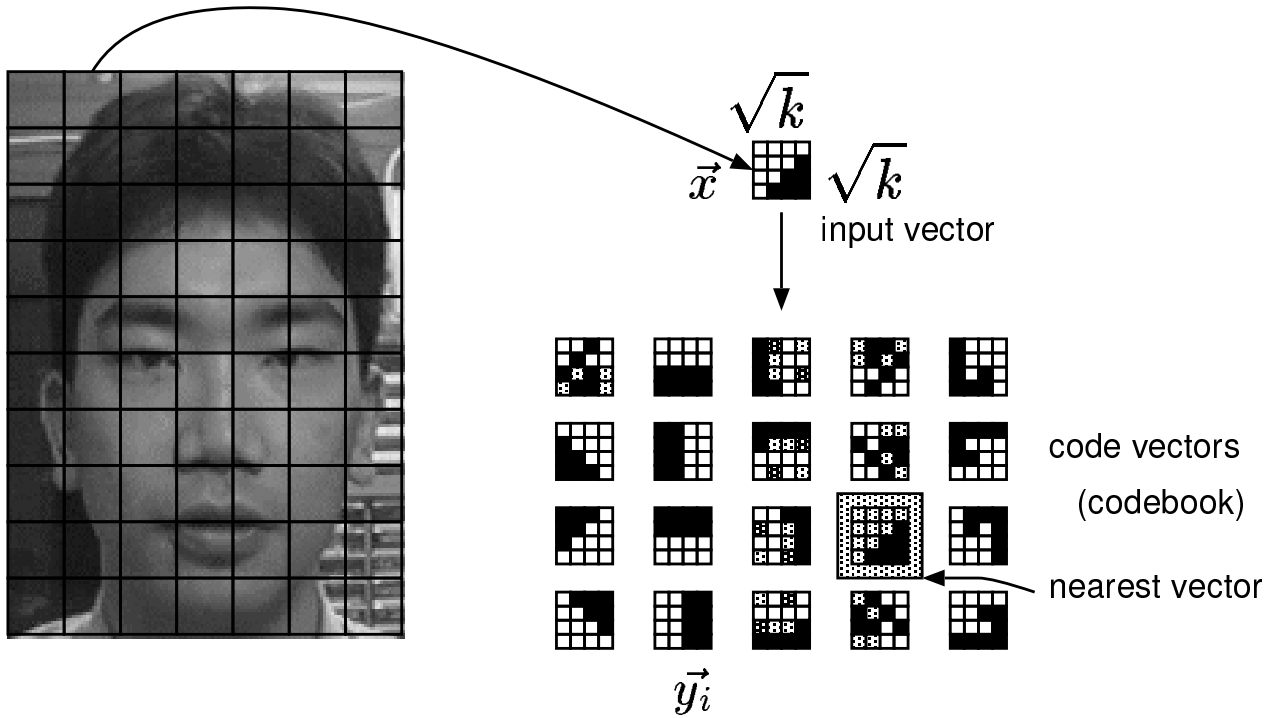 √k
√k
x⃗
input vector
code vectors
(codebook)
nearest vector
y⃗ᵢ